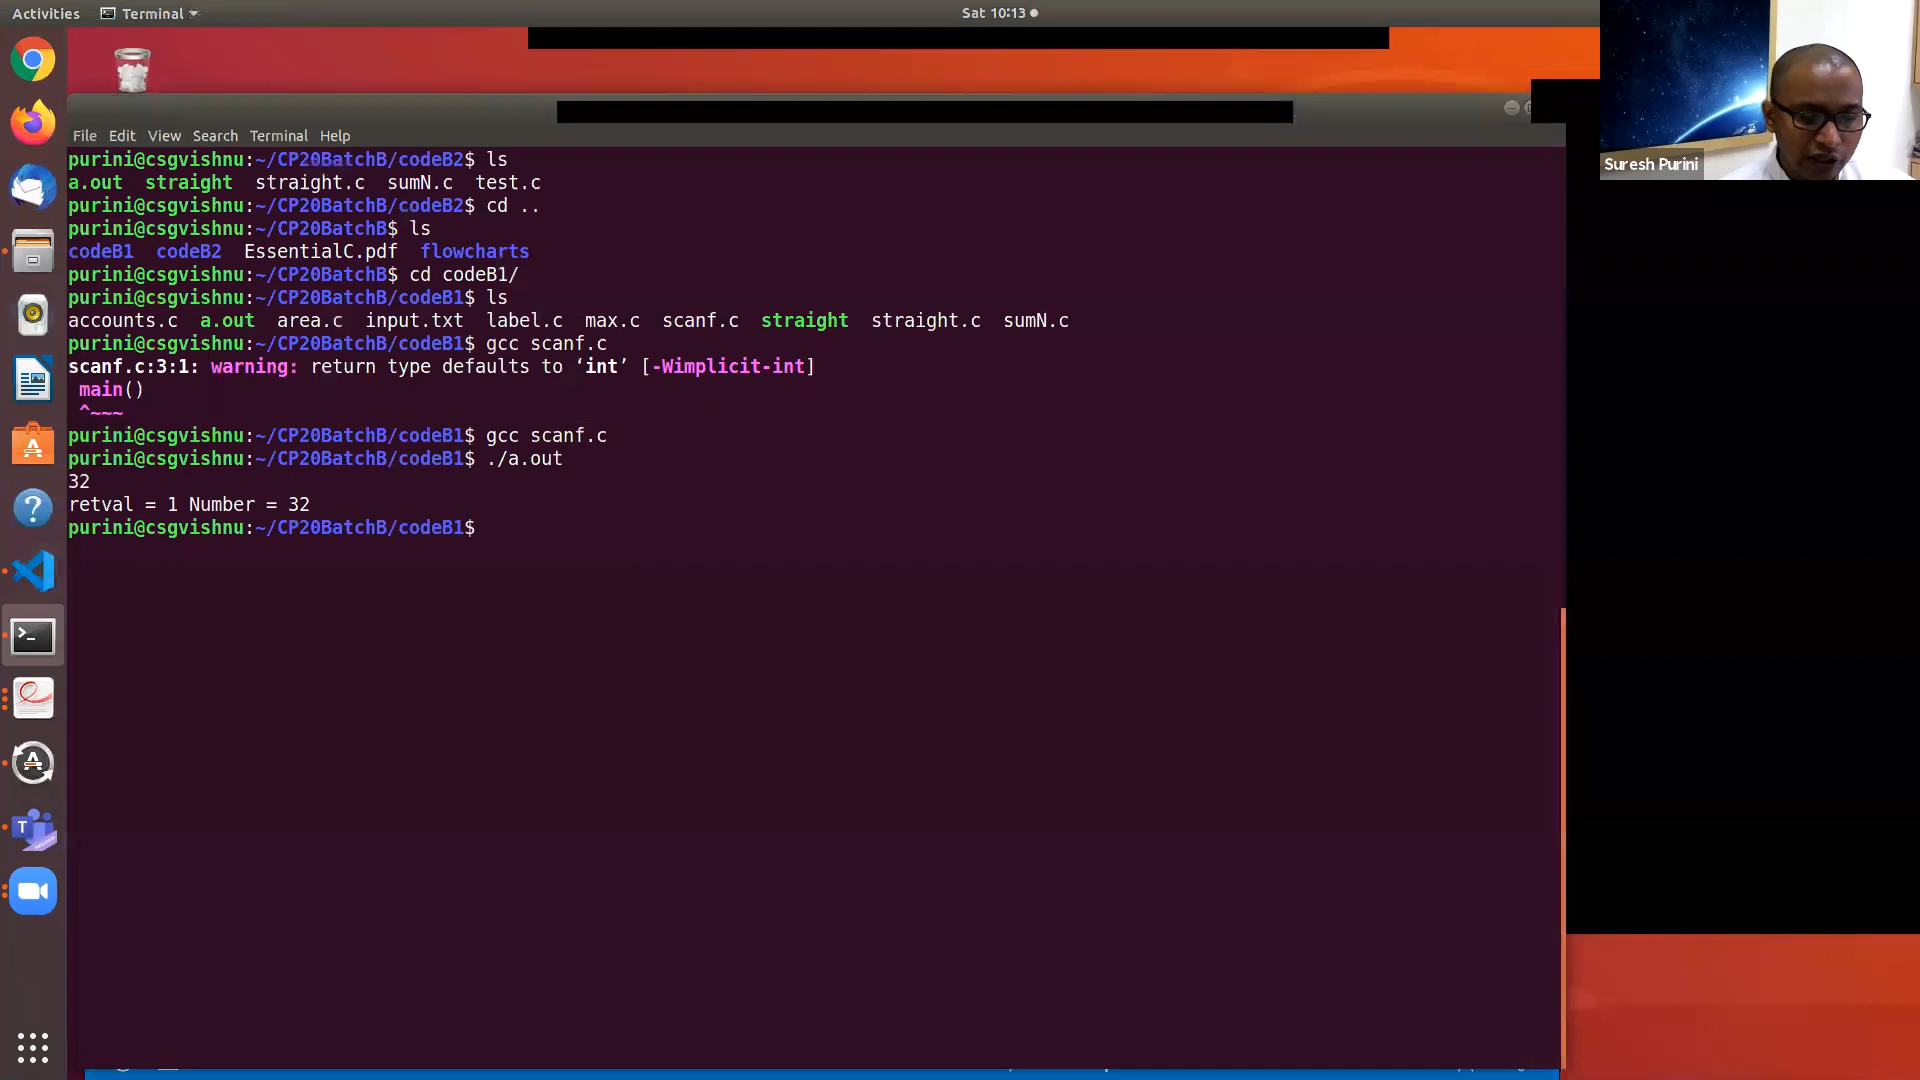 Activities Terminal Sat 10:13
Suresh Purini
File Edit View Search Terminal Help
purini@csgvishnu:~/CP20BatchB/codeB2$ ls
a.out straight straight.c sumN.c test.c
purini@csgvishnu:~/CP20BatchB/codeB2$ cd ..
purini@csgvishnu:~/CP20BatchB$ ls
codeB1 codeB2 EssentialC.pdf flowcharts
purini@csgvishnu:~/CP20BatchB$ cd codeB1/
purini@csgvishnu:~/CP20BatchB/codeB1$ ls
accounts.c a.out area.c input.txt label.c max.c scanf.c straight straight.c sumN.c
purini@csgvishnu:~/CP20BatchB/codeB1$ gcc scanf.c
scanf.c:3:1: warning: return type defaults to ‘int’ [-Wimplicit-int]
main()
^~~~
purini@csgvishnu:~/CP20BatchB/codeB1$ gcc scanf.c
purini@csgvishnu:~/CP20BatchB/codeB1$ ./a.out
32
retval = 1 Number = 32
purini@csgvishnu:~/CP20BatchB/codeB1$